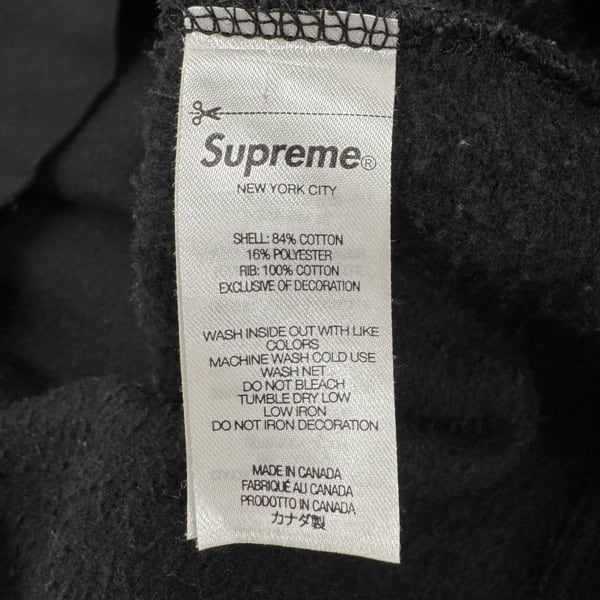 Supreme®
NEW YORK CITY
SHELL: 84% COTTON
16% POLYESTER
RIB: 100% COTTON
EXCLUSIVE OF DECORATION
WASH INSIDE OUT WITH LIKE
COLORS
MACHINE WASH COLD USE
WASH NET
DO NOT BLEACH
TUMBLE DRY LOW
LOW IRON
DO NOT IRON DECORATION
MADE IN CANADA
FABRIQUÉ AU CANADA
PRODOTTO IN CANADA
カナダ製